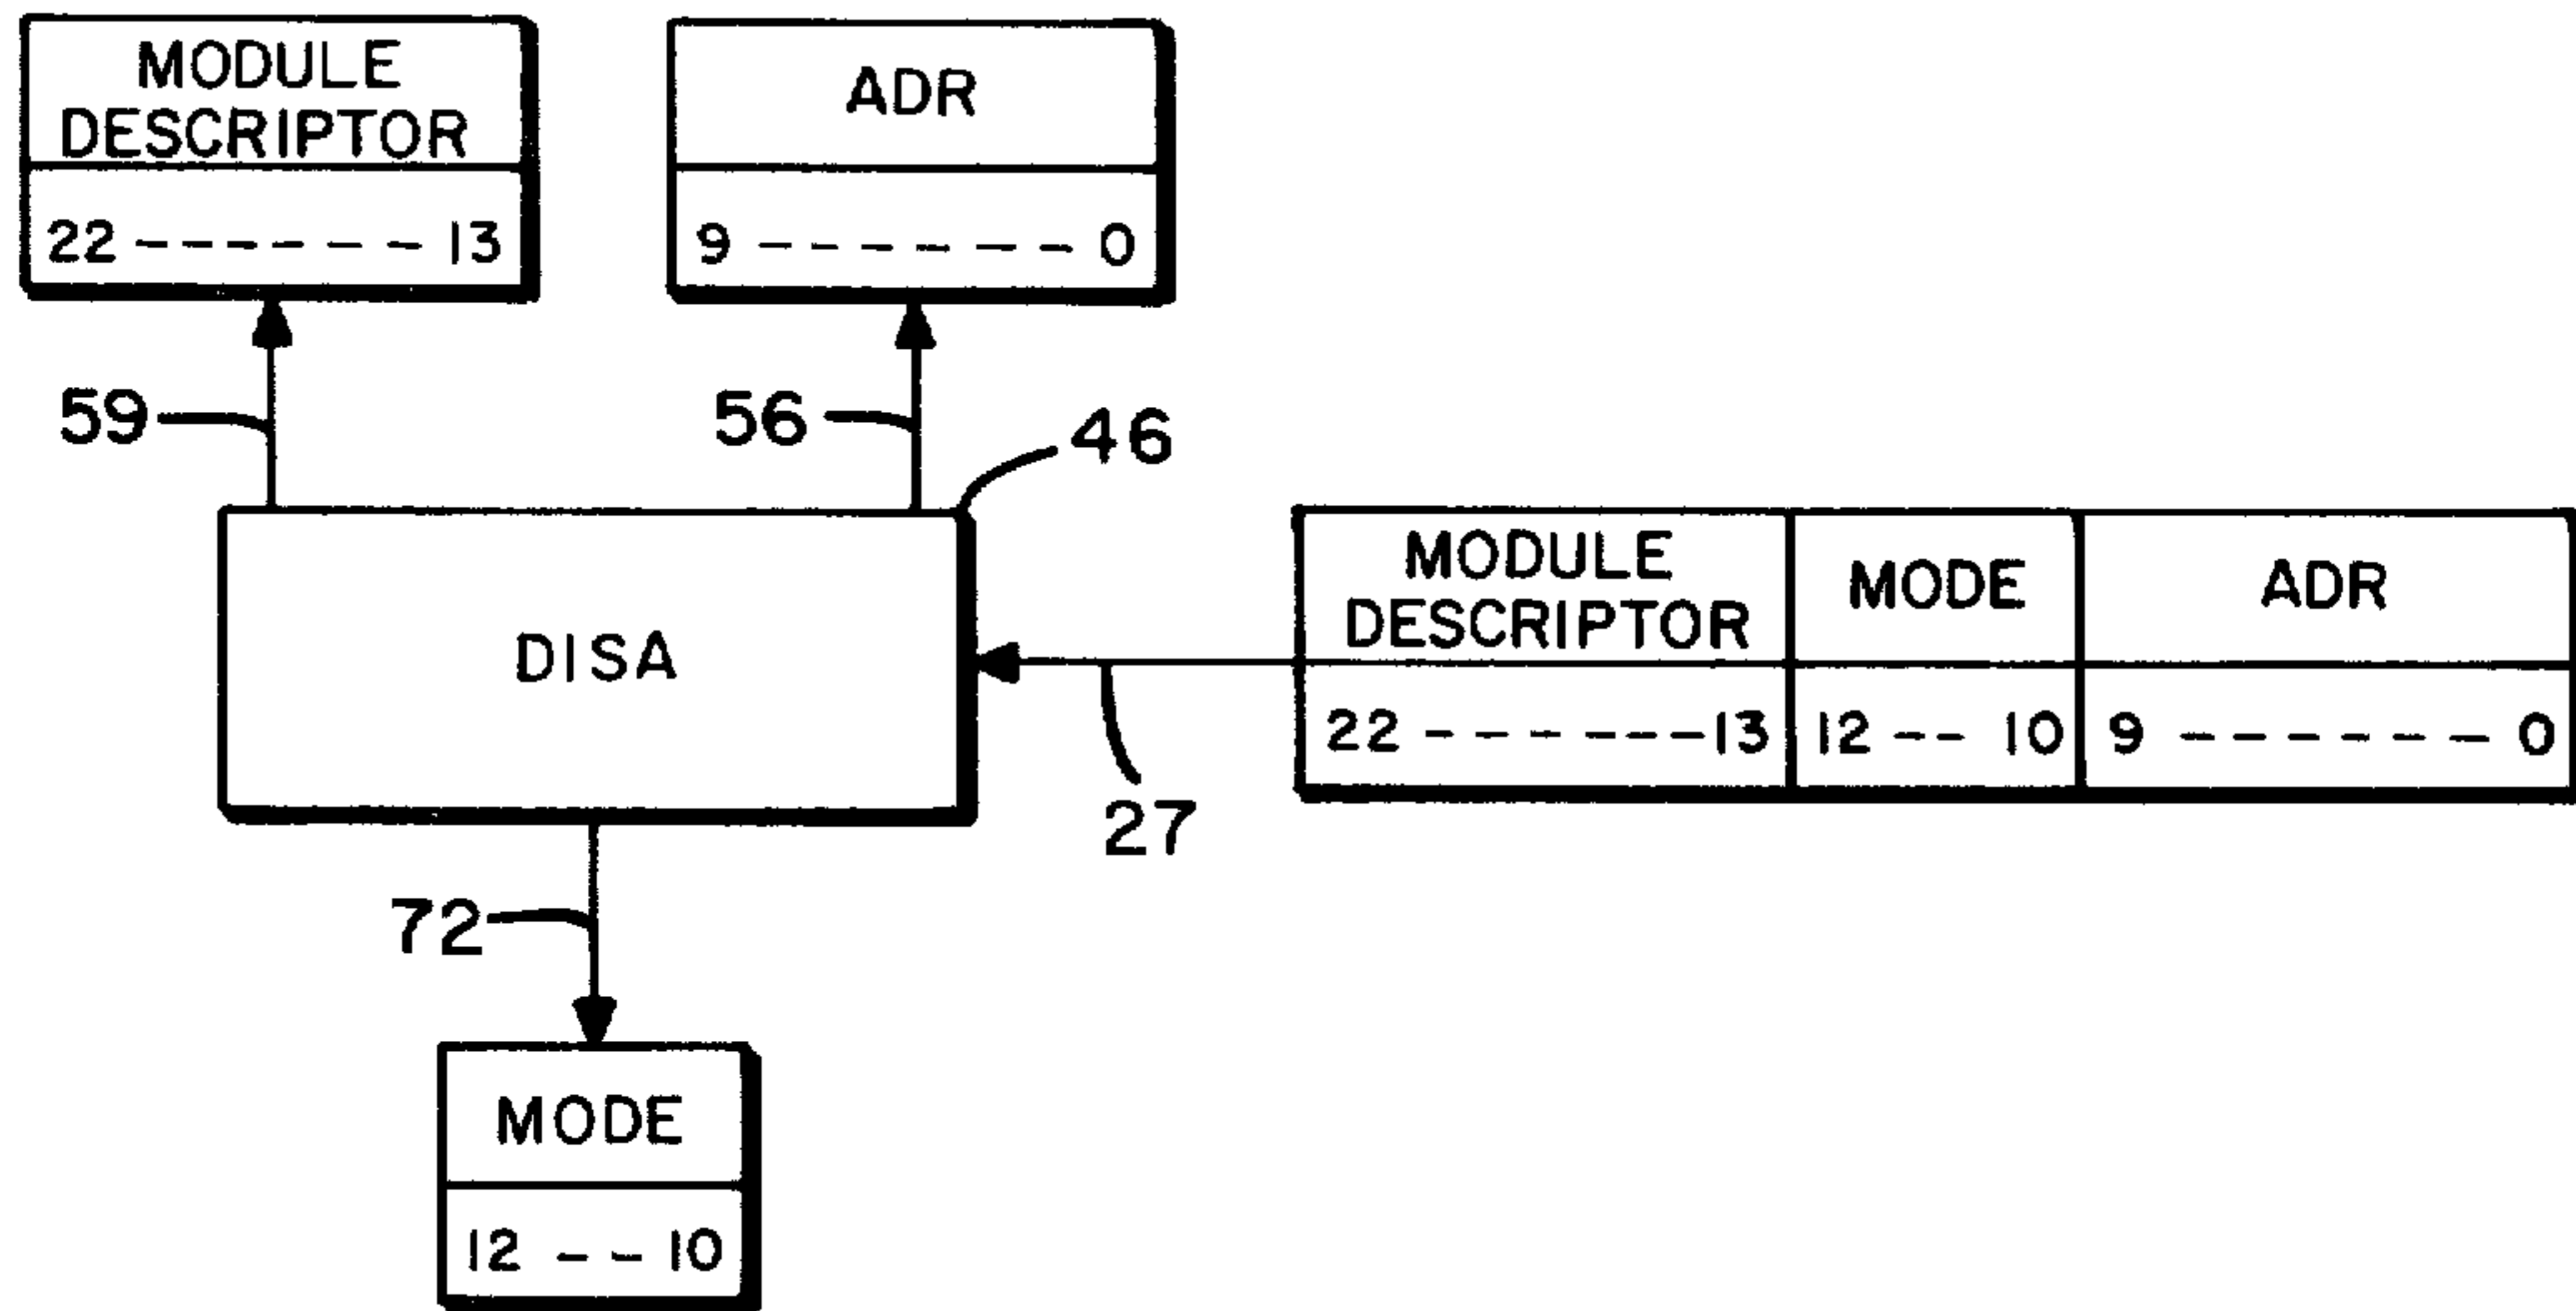 MODULE
DESCRIPTOR
22 ------ 13
ADR
9 ------ 0
59
56
46
DISA
27
MODULE
DESCRIPTOR
MODE
ADR
22 ------ 13
12 -- 10
9 ------ 0
72
MODE
12 -- 10